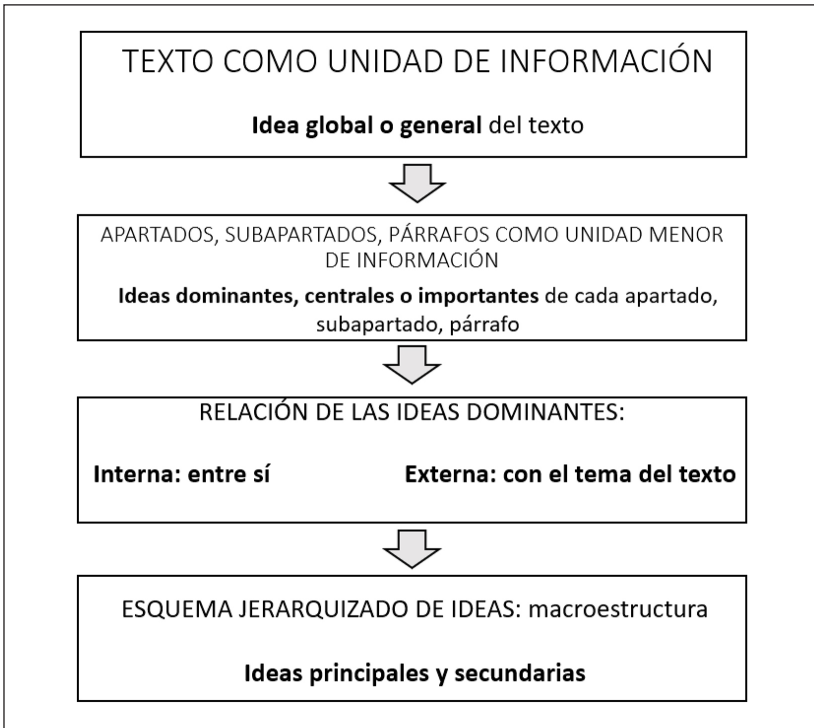 TEXTO COMO UNIDAD DE INFORMACIÓN
Idea global o general del texto
APARTADOS, SUBAPARTADOS, PÁRRAFOS COMO UNIDAD MENOR
DE INFORMACIÓN
Ideas dominantes, centrales o importantes de cada apartado,
subapartado, párrafo
RELACIÓN DE LAS IDEAS DOMINANTES:
Interna: entre sí Externa: con el tema del texto
ESQUEMA JERARQUIZADO DE IDEAS: macroestructura
Ideas principales y secundarias